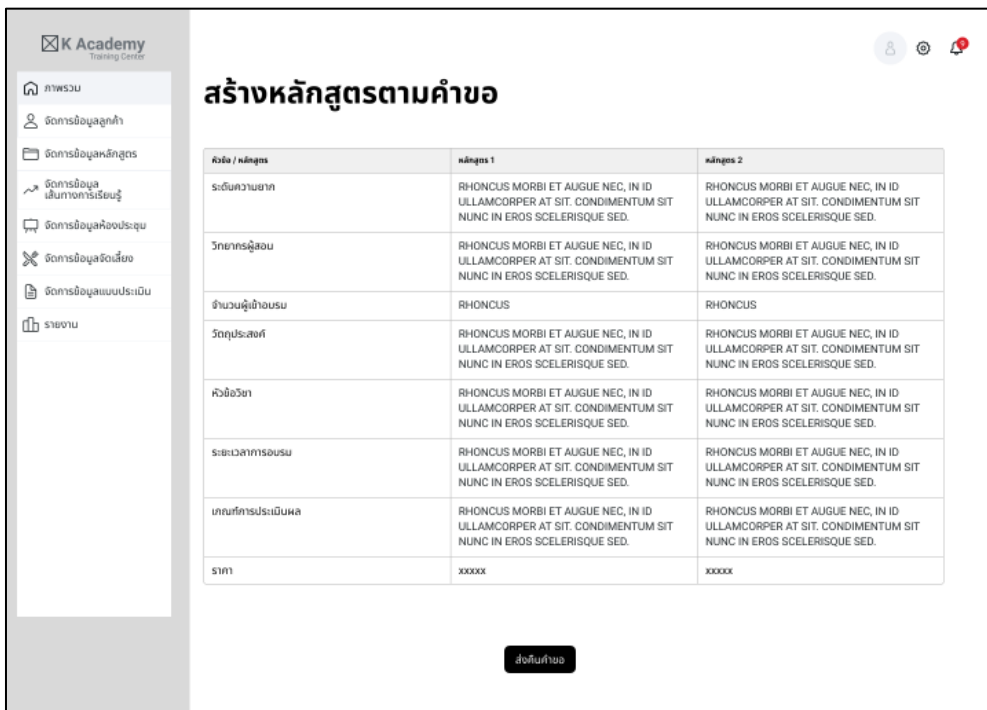 K Academy
Training Center
9
ภาพรวม
จัดการข้อมูลลูกค้า
จัดการข้อมูลหลักสูตร
จัดการข้อมูล
เส้นทางการเรียนรู้
จัดการข้อมูลห้องประชุม
จัดการข้อมูลจัดเลี้ยง
จัดการข้อมูลแบบประเมิน
รายงาน
สร้างหลักสูตรตามคำขอ
หัวข้อ / หลักสูตร หลักสูตร 1 หลักสูตร 2
ระดับความยาก RHONCUS MORBI ET AUGUE NEC, IN ID RHONCUS MORBI ET AUGUE NEC, IN ID
ULLAMCORPER AT SIT. CONDIMENTUM SIT ULLAMCORPER AT SIT. CONDIMENTUM SIT
NUNC IN EROS SCELERISQUE SED. NUNC IN EROS SCELERISQUE SED.
วิทยากรผู้สอน RHONCUS MORBI ET AUGUE NEC, IN ID RHONCUS MORBI ET AUGUE NEC, IN ID
ULLAMCORPER AT SIT. CONDIMENTUM SIT ULLAMCORPER AT SIT. CONDIMENTUM SIT
NUNC IN EROS SCELERISQUE SED. NUNC IN EROS SCELERISQUE SED.
จำนวนผู้เข้าอบรม RHONCUS RHONCUS
วัตถุประสงค์ RHONCUS MORBI ET AUGUE NEC, IN ID RHONCUS MORBI ET AUGUE NEC, IN ID
ULLAMCORPER AT SIT. CONDIMENTUM SIT ULLAMCORPER AT SIT. CONDIMENTUM SIT
NUNC IN EROS SCELERISQUE SED. NUNC IN EROS SCELERISQUE SED.
หัวข้อวิชา RHONCUS MORBI ET AUGUE NEC, IN ID RHONCUS MORBI ET AUGUE NEC, IN ID
ULLAMCORPER AT SIT. CONDIMENTUM SIT ULLAMCORPER AT SIT. CONDIMENTUM SIT
NUNC IN EROS SCELERISQUE SED. NUNC IN EROS SCELERISQUE SED.
ระยะเวลาการอบรม RHONCUS MORBI ET AUGUE NEC, IN ID RHONCUS MORBI ET AUGUE NEC, IN ID
ULLAMCORPER AT SIT. CONDIMENTUM SIT ULLAMCORPER AT SIT. CONDIMENTUM SIT
NUNC IN EROS SCELERISQUE SED. NUNC IN EROS SCELERISQUE SED.
เกณฑ์การประเมินผล RHONCUS MORBI ET AUGUE NEC, IN ID RHONCUS MORBI ET AUGUE NEC, IN ID
ULLAMCORPER AT SIT. CONDIMENTUM SIT ULLAMCORPER AT SIT. CONDIMENTUM SIT
NUNC IN EROS SCELERISQUE SED. NUNC IN EROS SCELERISQUE SED.
ราคา xxxxx xxxxx
ส่งคืนคำขอ